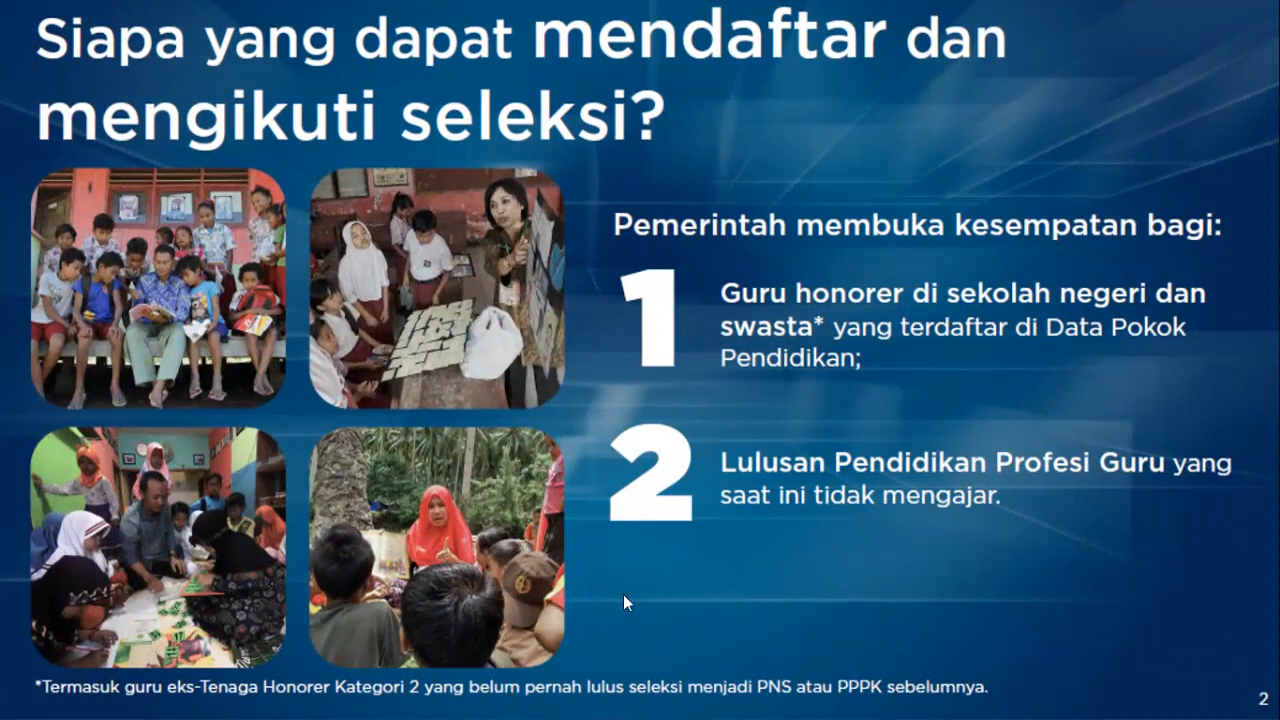 Siapa yang dapat mendaftar dan
mengikuti seleksi?
Pemerintah membuka kesempatan bagi:
1
Guru honorer di sekolah negeri dan
swasta* yang terdaftar di Data Pokok
Pendidikan;
2
Lulusan Pendidikan Profesi Guru yang
saat ini tidak mengajar.
*Termasuk guru eks-Tenaga Honorer Kategori 2 yang belum pernah lulus seleksi menjadi PNS atau PPPK sebelumnya.
2